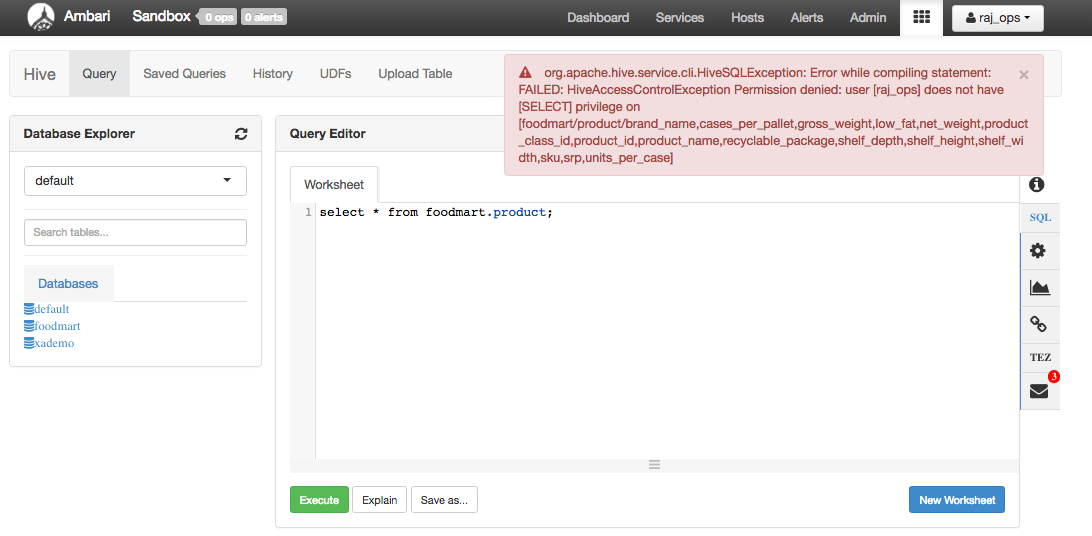 Ambari Sandbox 0 ops 0 alerts Dashboard Services Hosts Alerts Admin raj_ops
Hive Query Saved Queries History UDFs Upload Table
org.apache.hive.service.cli.HiveSQLException: Error while compiling statement: ×
FAILED: HiveAccessControlException Permission denied: user [raj_ops] does not have
[SELECT] privilege on
[foodmart/product/brand_name,cases_per_pallet,gross_weight,low_fat,net_weight,product
_class_id,product_id,product_name,recyclable_package,shelf_depth,shelf_height,shelf_wi
dth,sku,srp,units_per_case]
Database Explorer
default
Search tables...
Databases
default
foodmart
xademo
Query Editor
Worksheet
1 select * from foodmart.product;
Execute Explain Save as... New Worksheet
SQL
TEZ
3